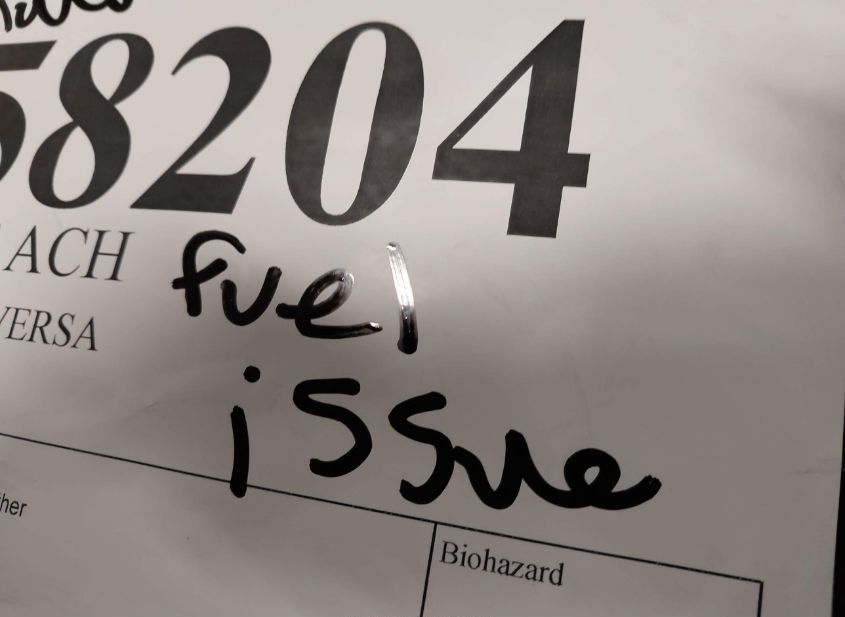 58204
ACH
fuel
VERSA
issue
her
Biohazard